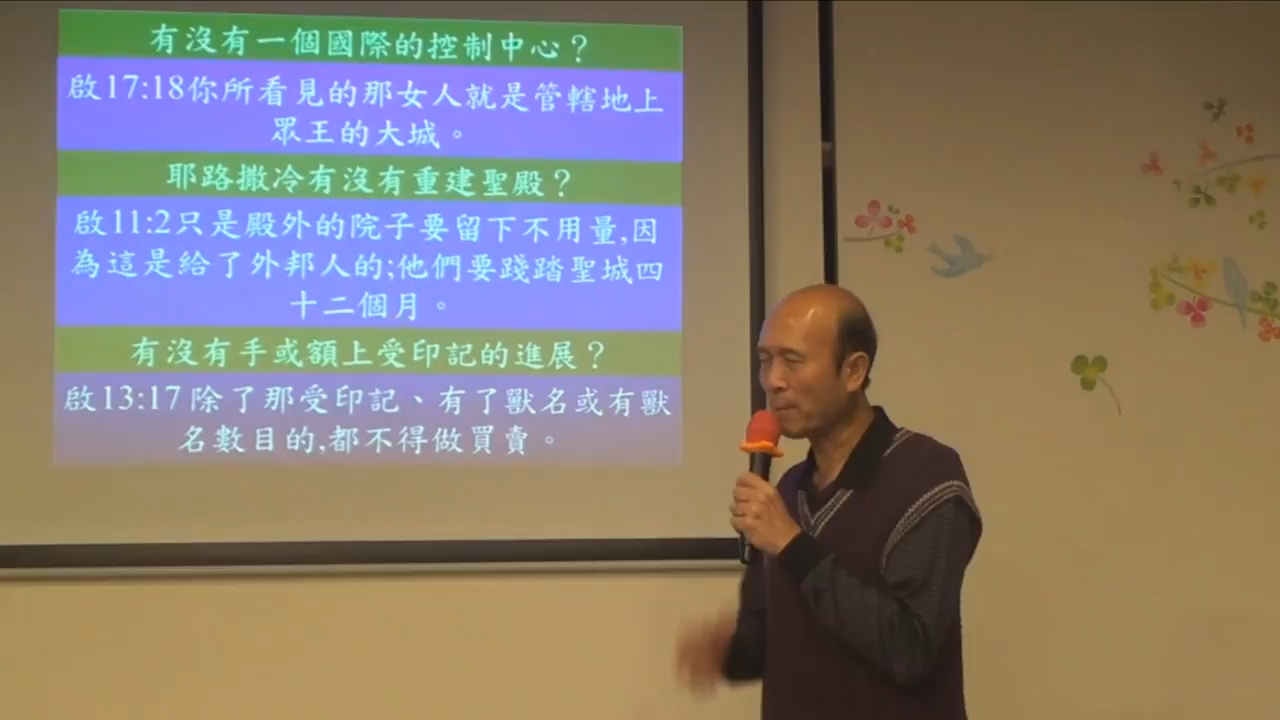 有沒有一個國際的控制中心？
啟17:18你所看見的那女人就是管轄地上
眾王的大城。
耶路撒冷有沒有重建聖殿？
啟11:2只是殿外的院子要留下不用量,因
為這是給了外邦人的;他們要踐踏聖城四
十二個月。
有沒有手或額上受印記的進展？
啟13:17 除了那受印記、有了獸名或有獸
名數目的,都不得做買賣。